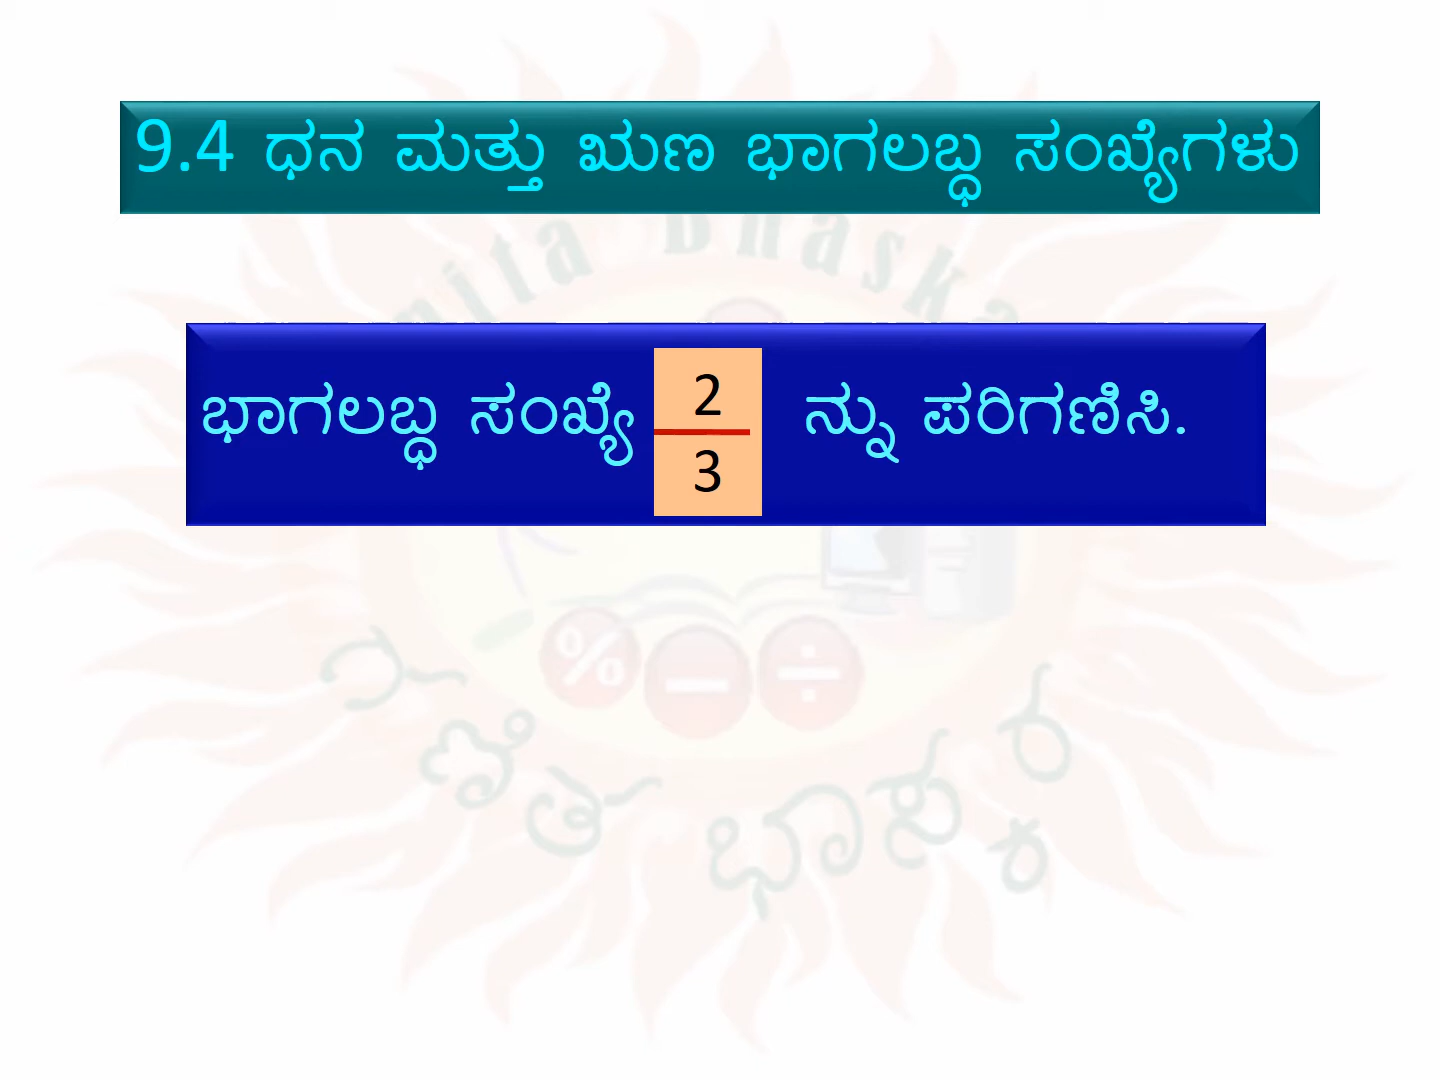 9.4 ಧನ ಮತ್ತು ಋಣ ಭಾಗಲಬ್ಧ ಸಂಖ್ಯೆಗಳು
ಭಾಗಲಬ್ಧ ಸಂಖ್ಯೆ 2/3 ನ್ನು ಪರಿಗಣಿಸಿ.